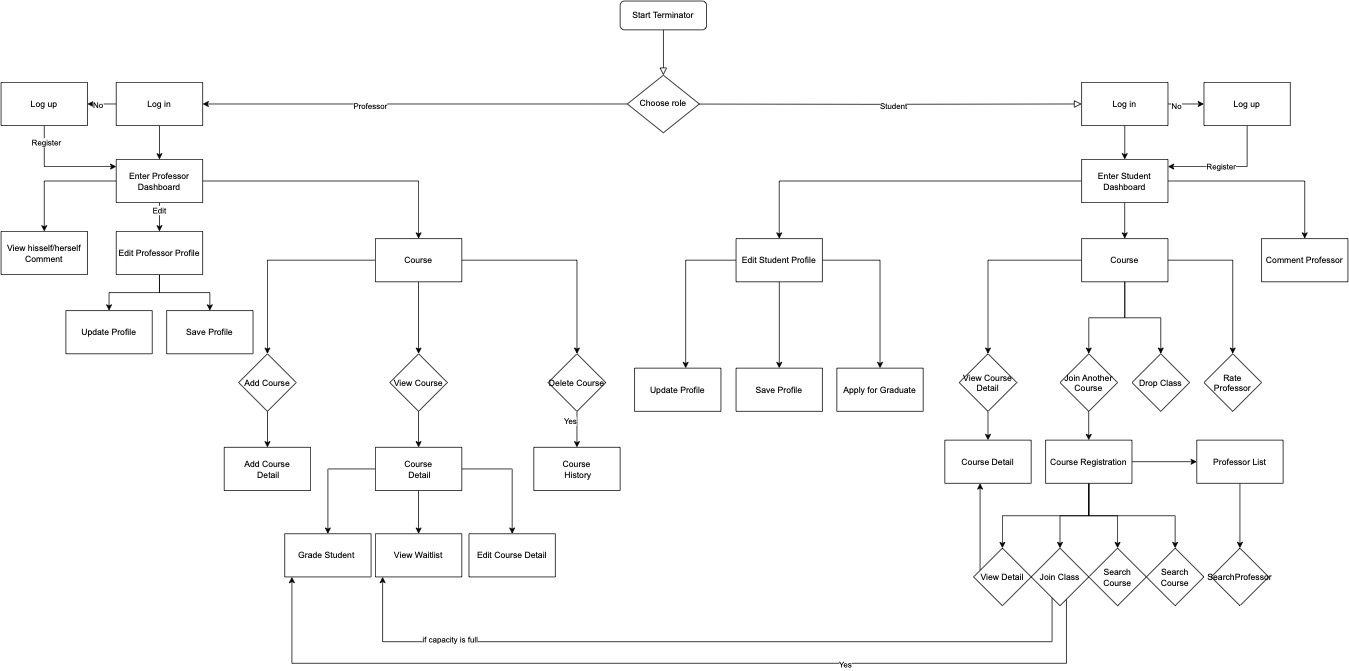 Start Terminator
Choose role
Professor
Student
Log up
No
Log in
Log in
No
Log up
Register
Register
Enter Professor
Dashboard
Enter Student
Dashboard
Edit
View hisself/herself
Comment
Edit Professor Profile
Course
Edit Student Profile
Course
Comment Professor
Update Profile
Save Profile
Add Course
View Course
Delete Course
Update Profile
Save Profile
Apply for Graduate
View Course
Detail
Join Another
Course
Drop Class
Rate
Professor
Yes
Add Course
Detail
Course
Detail
Course
History
Course Detail
Course Registration
Professor List
Grade Student
View Waitlist
Edit Course Detail
View Detail
Join Class
Search
Course
Search
Course
SearchProfessor
if capacity is full
Yes